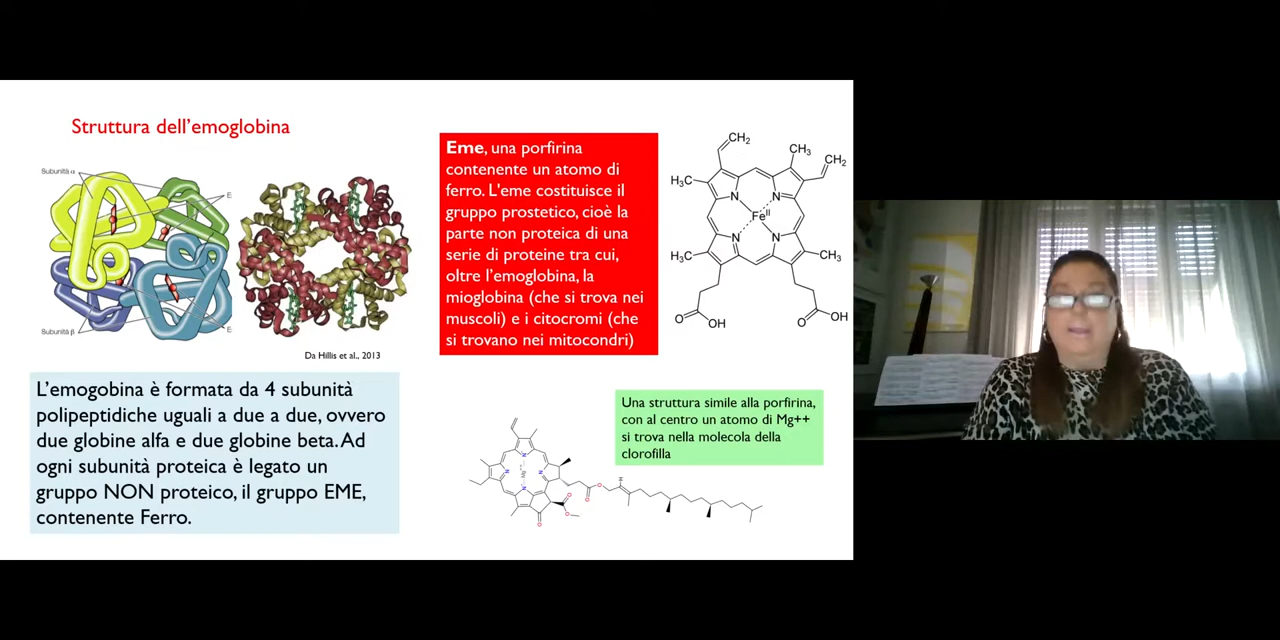 Struttura dell'emoglobina
Subunità α
E
Subunità β
E
Da Hillis et al., 2013
L'emogobina è formata da 4 subunità
polipeptidiche uguali a due a due, ovvero
due globine alfa e due globine beta. Ad
ogni subunità proteica è legato un
gruppo NON proteico, il gruppo EME,
contenente Ferro.
Eme, una porfirina
contenente un atomo di
ferro. L'eme costituisce il
gruppo prostetico, cioè la
parte non proteica di una
serie di proteine tra cui,
oltre l'emoglobina, la
mioglobina (che si trova nei
muscoli) e i citocromi (che
si trovano nei mitocondri)
CH₂
CH₃
CH₂
H₃C
N
N
Feᴵᴵ
N
N
H₃C
CH₃
O
OH
O
OH
Una struttura simile alla porfirina,
con al centro un atomo di Mg++
si trova nella molecola della
clorofilla
N
N
Mg++
N
N
O
O
O
O
O
H